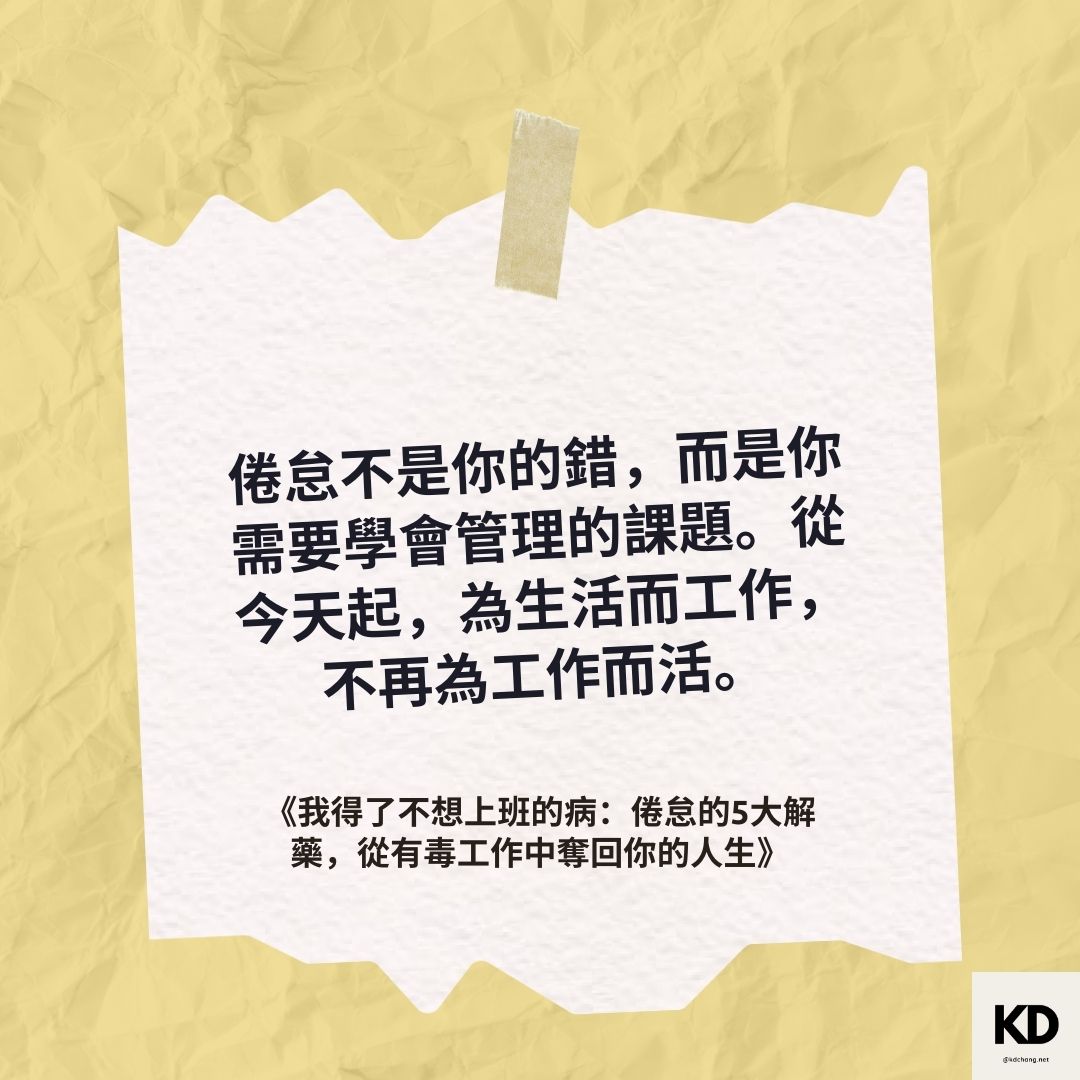 倦怠不是你的錯，而是你
需要學會管理的課題。從
今天起，為生活而工作，
不再為工作而活。
《我得了不想上班的病：倦怠的5大解
藥，從有毒工作中奪回你的人生》
KD
@kdchang.net